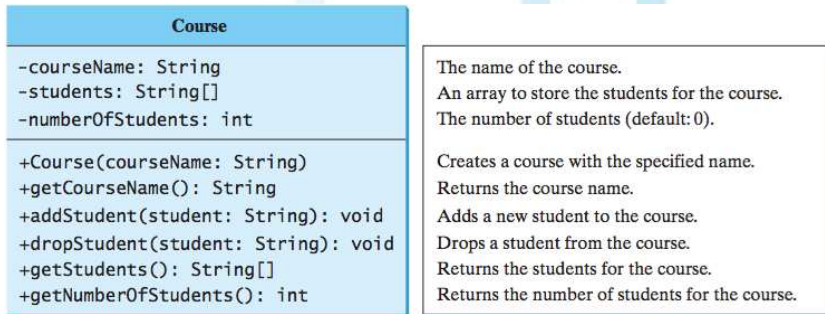 Course
-courseName: String
-students: String[]
-numberOfStudents: int
+Course(courseName: String)
+getCourseName(): String
+addStudent(student: String): void
+dropStudent(student: String): void
+getStudents(): String[]
+getNumberOfStudents(): int
The name of the course.
An array to store the students for the course.
The number of students (default: 0).
Creates a course with the specified name.
Returns the course name.
Adds a new student to the course.
Drops a student from the course.
Returns the students for the course.
Returns the number of students for the course.